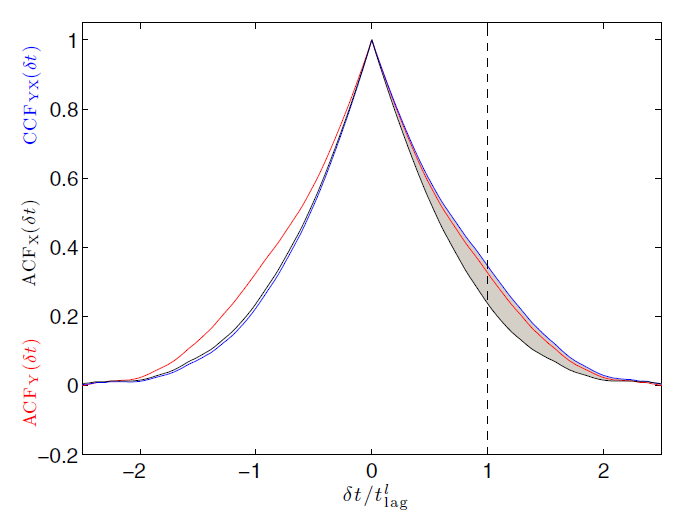 CCF_YX(δt)
ACF_X(δt)
ACF_Y(δt)
1
0.8
0.6
0.4
0.2
0
−0.2
−2 −1 0 1 2
δt/t^l_lag